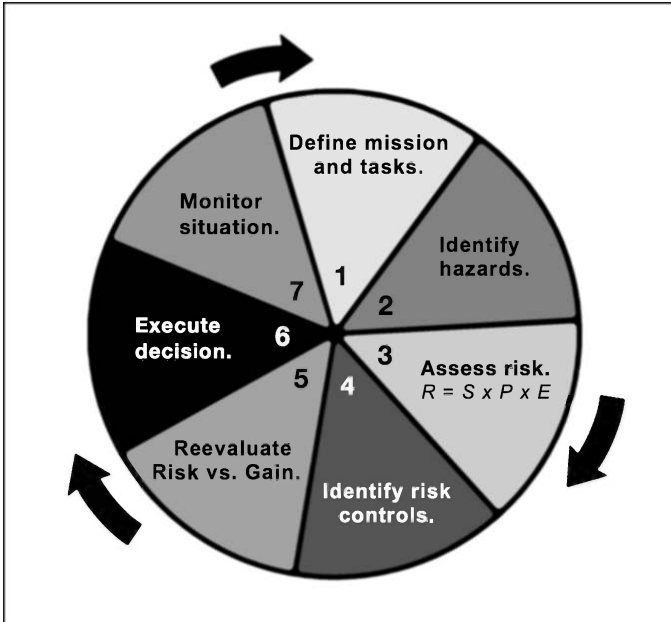 Define mission
and tasks.
1
Identify
hazards.
2
Assess risk.
R = S x P x E
3
Identify risk
controls.
4
Reevaluate
Risk vs. Gain.
5
Execute
decision.
6
Monitor
situation.
7